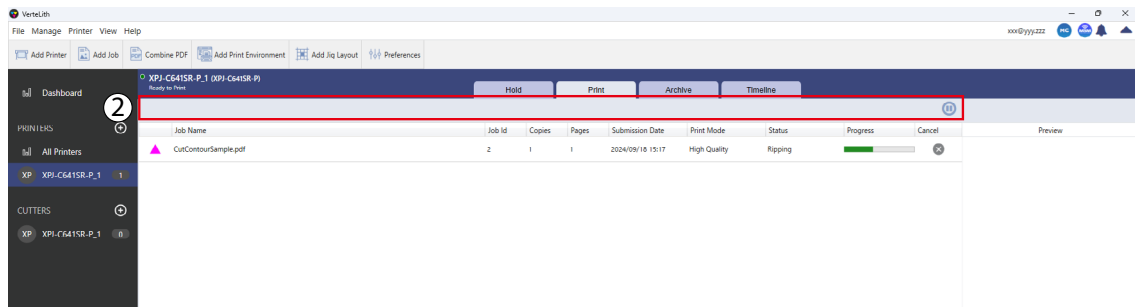 VerteLith
File Manage Printer View Help
xxx@yyy.zzz MC MIMI
Add Printer Add Job Combine PDF Add Print Environment Add Jig Layout Preferences
Dashboard
XPJ-C641SR-P_1 (XPJ-C641SR-P)
Ready to Print
Hold Print Archive Timeline
2
PRINTERS
Job Name Job Id Copies Pages Submission Date Print Mode Status Progress Cancel Preview
All Printers
CutContourSample.pdf 2 1 1 2024/09/18 15:17 High Quality Ripping
XP XPJ-C641SR-P_1 1
CUTTERS
XP XPJ-C641SR-P_1 0